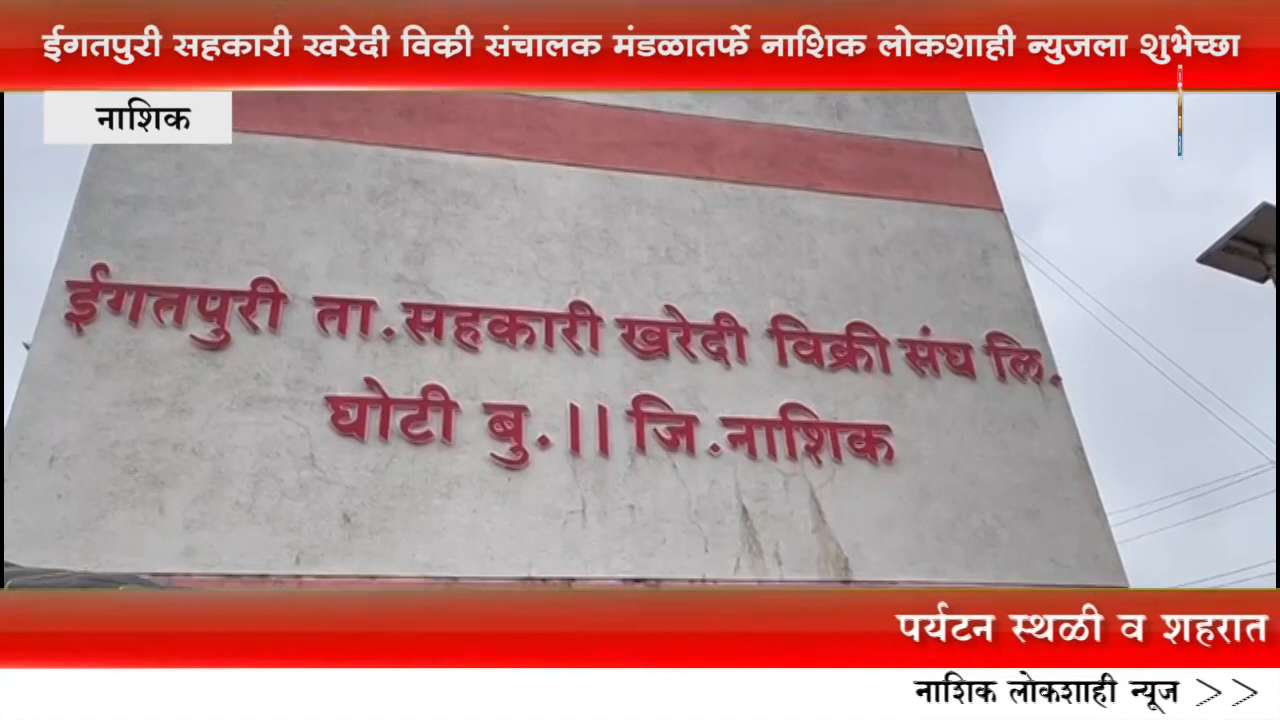 ईगतपुरी सहकारी खरेदी विक्री संचालक मंडळातर्फे नाशिक लोकशाही न्युजला शुभेच्छा
नाशिक
ईगतपुरी ता.सहकारी खरेदी विक्री संघ लि.
घोटी बु.।। जि.नाशिक
पर्यटन स्थळी व शहरात
नाशिक लोकशाही न्यूज >>